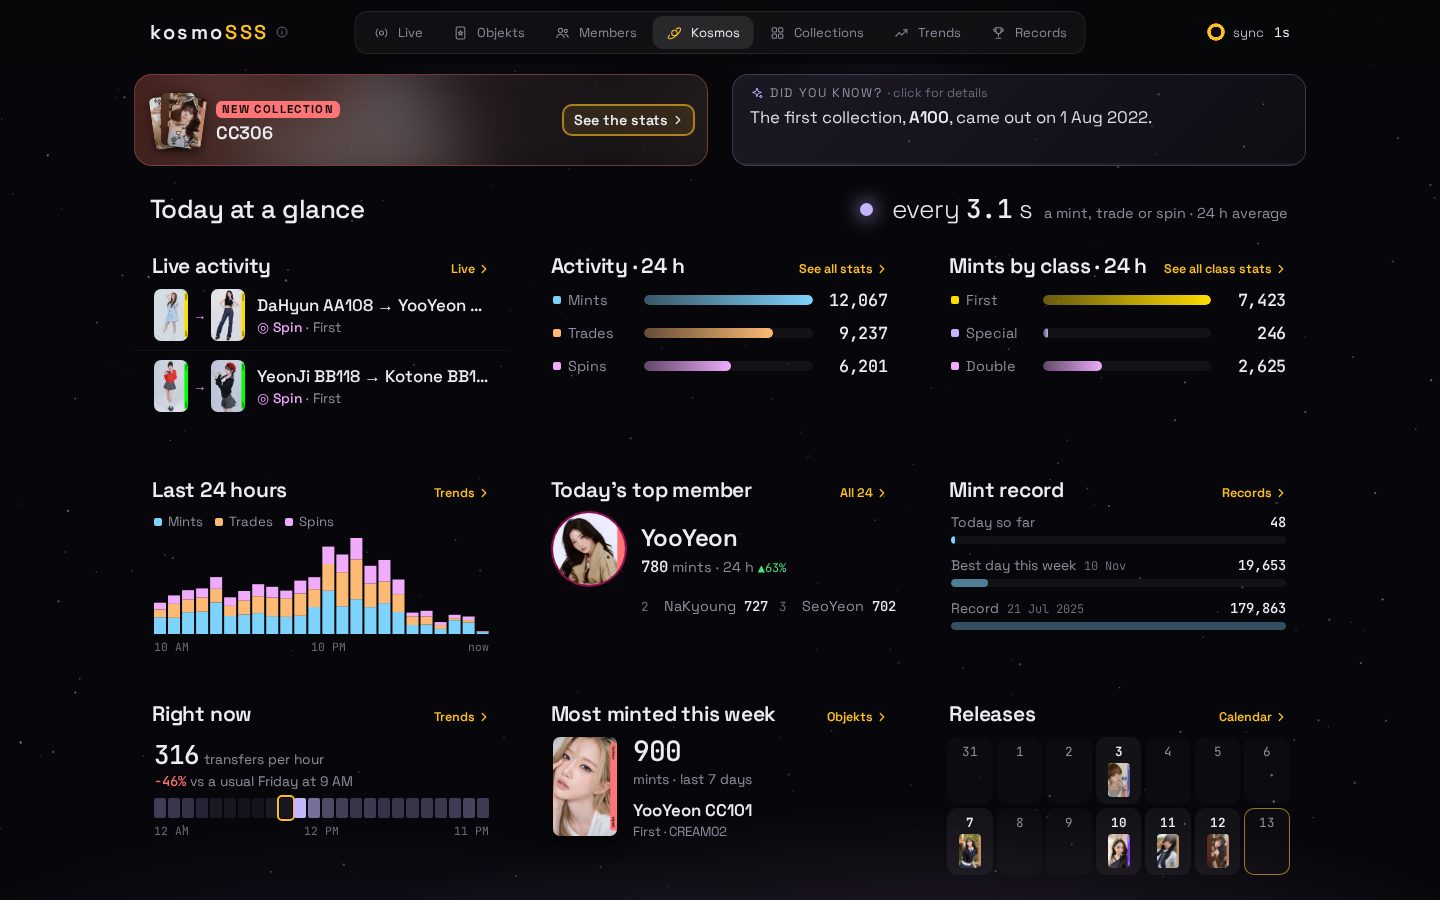 kosmoSSS
Live
Objekts
Members
Kosmos
Collections
Trends
Records
sync 1s
NEW COLLECTION
CC306
See the stats
DID YOU KNOW? · click for details
The first collection, A100, came out on 1 Aug 2022.
Today at a glance
every 3.1 s a mint, trade or spin · 24 h average
Live activity
Live
DaHyun AA108 → YooYeon ...
◎ Spin · First
YeonJi BB118 → Kotone BB1...
◎ Spin · First
Activity · 24 h
See all stats
Mints 12,067
Trades 9,237
Spins 6,201
Mints by class · 24 h
See all class stats
First 7,423
Special 246
Double 2,625
Last 24 hours
Trends
Mints Trades Spins
10 AM 10 PM now
Today's top member
All 24
YooYeon
780 mints · 24 h ▲63%
2 NaKyoung 727 3 SeoYeon 702
Mint record
Records
Today so far 48
Best day this week 10 Nov 19,653
Record 21 Jul 2025 179,863
Right now
Trends
316 transfers per hour
-46% vs a usual Friday at 9 AM
12 AM 12 PM 11 PM
Most minted this week
Objekts
900
mints · last 7 days
YooYeon CC101
First · CREAM02
Releases
Calendar
31 1 2 3 4 5 6
7 8 9 10 11 12 13